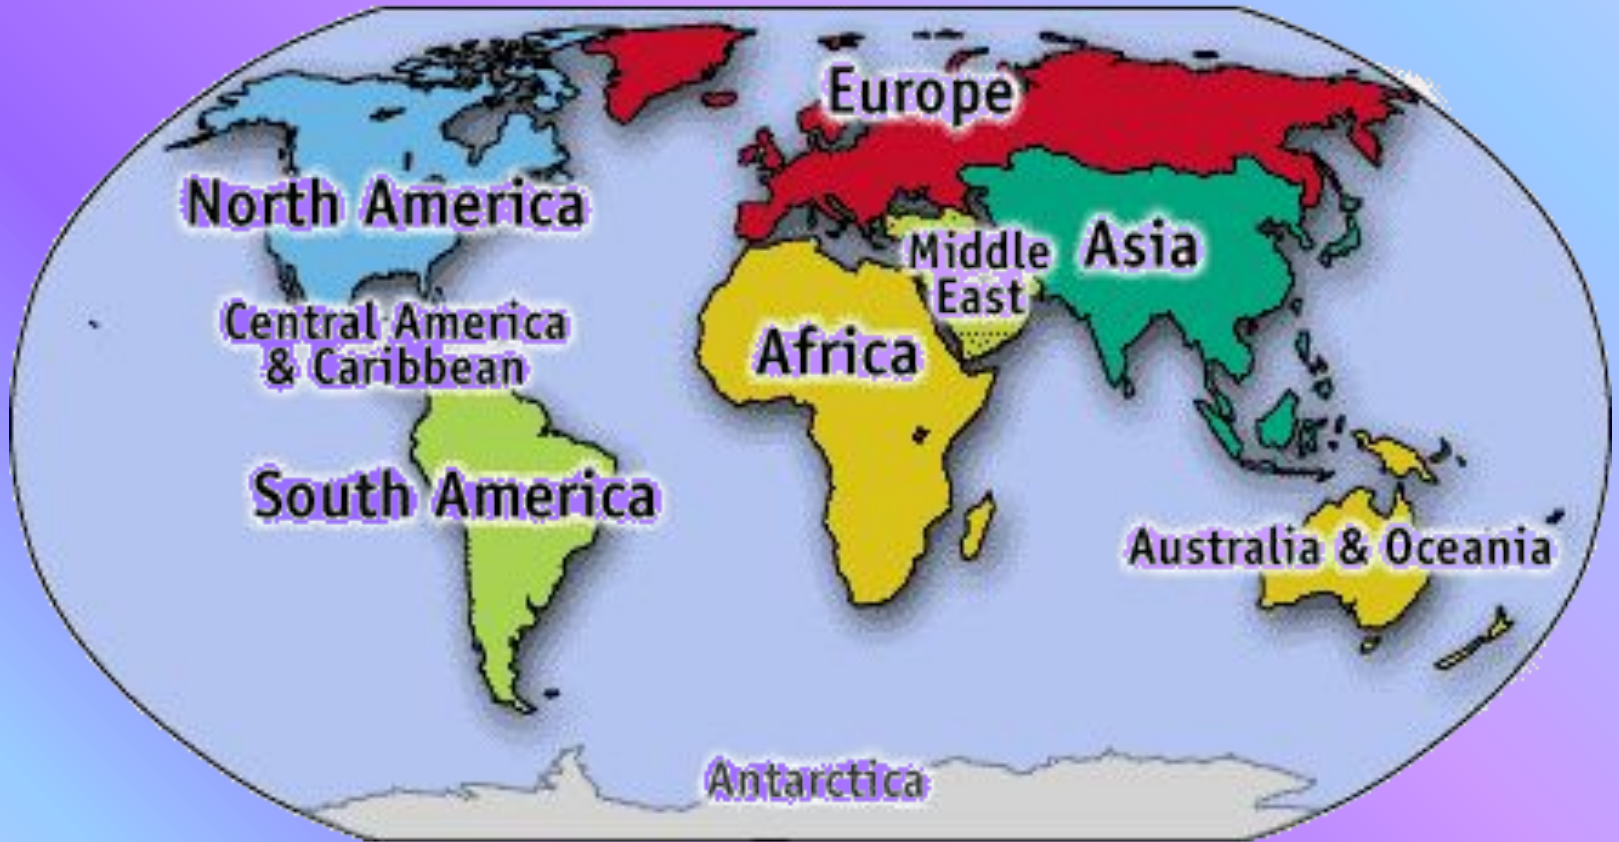 Europe
North America
Middle
East
Asia
Central America
& Caribbean
Africa
South America
Australia & Oceania
Antarctica